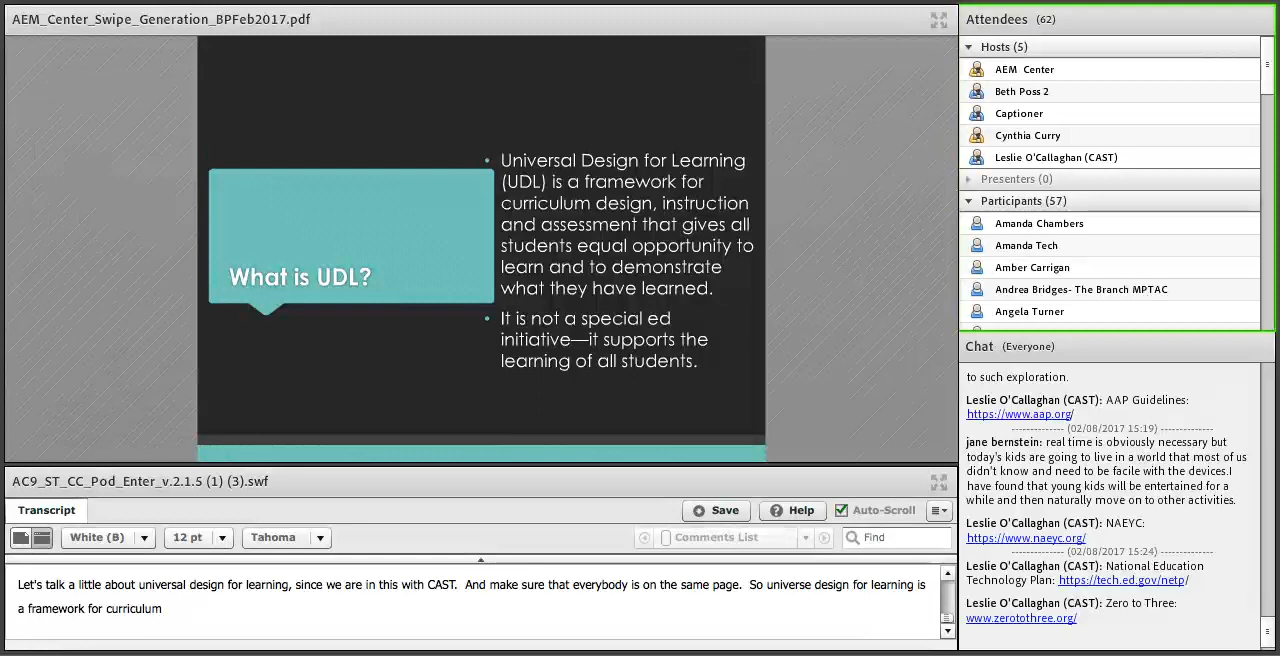 AEM_Center_Swipe_Generation_BPFeb2017.pdf
What is UDL?
• Universal Design for Learning
(UDL) is a framework for
curriculum design, instruction
and assessment that gives all
students equal opportunity to
learn and to demonstrate
what they have learned.
• It is not a special ed
initiative—it supports the
learning of all students.
AC9_ST_CC_Pod_Enter_v.2.1.5 (1) (3).swf
Transcript
Save
Help
Auto-Scroll
White (B)
12 pt
Tahoma
Comments List
Find
Let's talk a little about universal design for learning, since we are in this with CAST.  And make sure that everybody is on the same page.  So universe design for learning is
a framework for curriculum
Attendees (62)
Hosts (5)
AEM  Center
Beth Poss 2
Captioner
Cynthia Curry
Leslie O'Callaghan (CAST)
Presenters (0)
Participants (57)
Amanda Chambers
Amanda Tech
Amber Carrigan
Andrea Bridges- The Branch MPTAC
Angela Turner
Chat (Everyone)
to such exploration.
Leslie O'Callaghan (CAST): AAP Guidelines:
https://www.aap.org/
-------------- (02/08/2017 15:19) --------------
jane bernstein: real time is obviously necessary but
today's kids are going to live in a world that most of us
didn't know and need to be facile with the devices.I
have found that young kids will be entertained for a
while and then naturally move on to other activities.
Leslie O'Callaghan (CAST): NAEYC:
https://www.naeyc.org/
-------------- (02/08/2017 15:24) --------------
Leslie O'Callaghan (CAST): National Education
Technology Plan: https://tech.ed.gov/netp/
Leslie O'Callaghan (CAST): Zero to Three:
www.zerotothree.org/